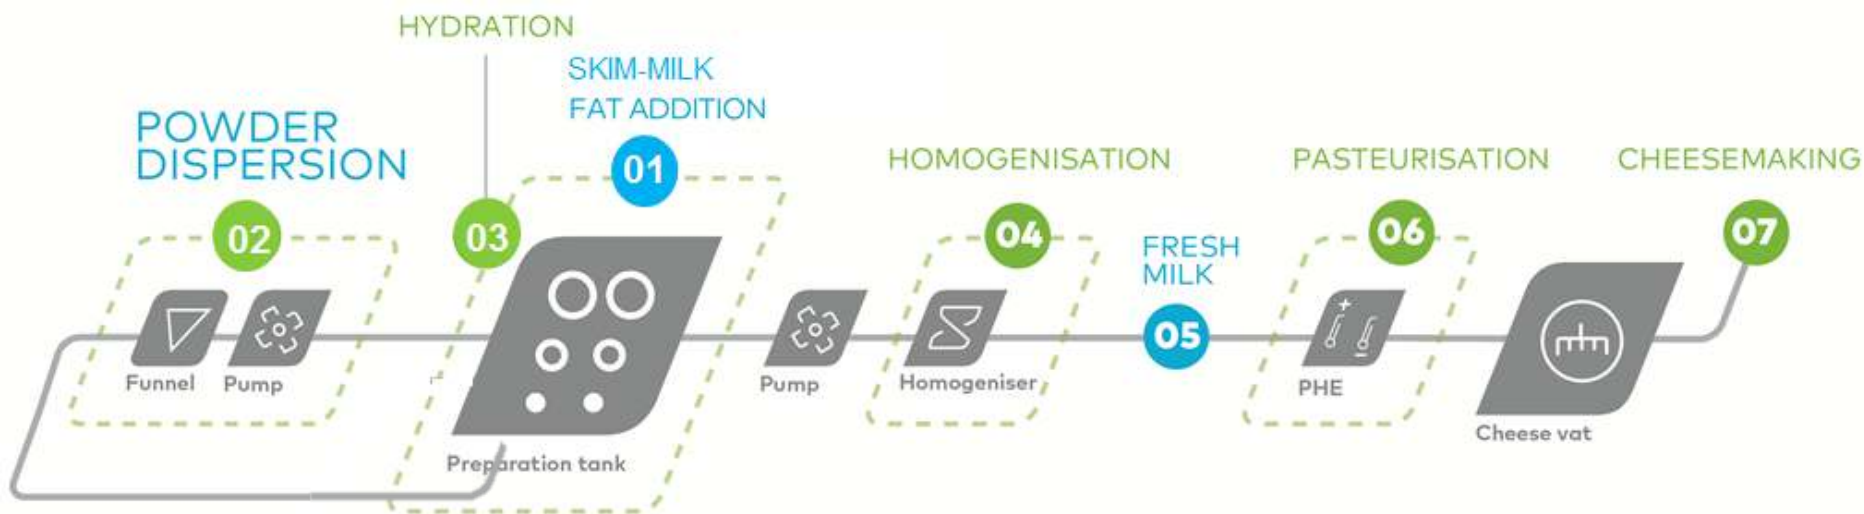 HYDRATION
SKIM-MILK
FAT ADDITION
POWDER
DISPERSION
01
HOMOGENISATION
PASTEURISATION
CHEESEMAKING
02
03
04
FRESH
MILK
05
06
07
Funnel
Pump
Preparation tank
Pump
Homogeniser
PHE
Cheese vat